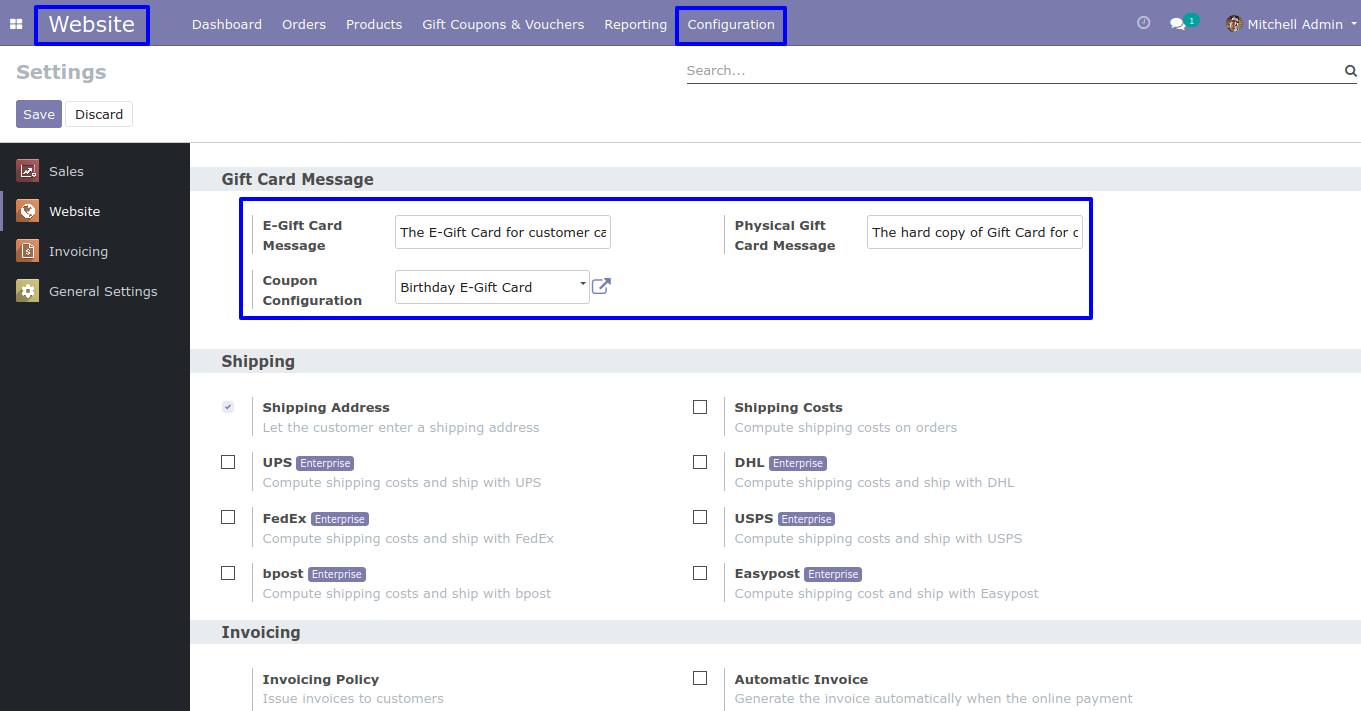 Website Dashboard Orders Products Gift Coupons & Vouchers Reporting Configuration 1 Mitchell Admin
Settings Search...
Save Discard
Sales
Website
Invoicing
General Settings
Gift Card Message
E-Gift Card Message The E-Gift Card for customer ca
Physical Gift Card Message The hard copy of Gift Card for c
Coupon Configuration Birthday E-Gift Card
Shipping
Shipping Address
Let the customer enter a shipping address
Shipping Costs
Compute shipping costs on orders
UPS Enterprise
Compute shipping costs and ship with UPS
DHL Enterprise
Compute shipping costs and ship with DHL
FedEx Enterprise
Compute shipping costs and ship with FedEx
USPS Enterprise
Compute shipping costs and ship with USPS
bpost Enterprise
Compute shipping costs and ship with bpost
Easypost Enterprise
Compute shipping cost and ship with Easypost
Invoicing
Invoicing Policy
Issue invoices to customers
Automatic Invoice
Generate the invoice automatically when the online payment